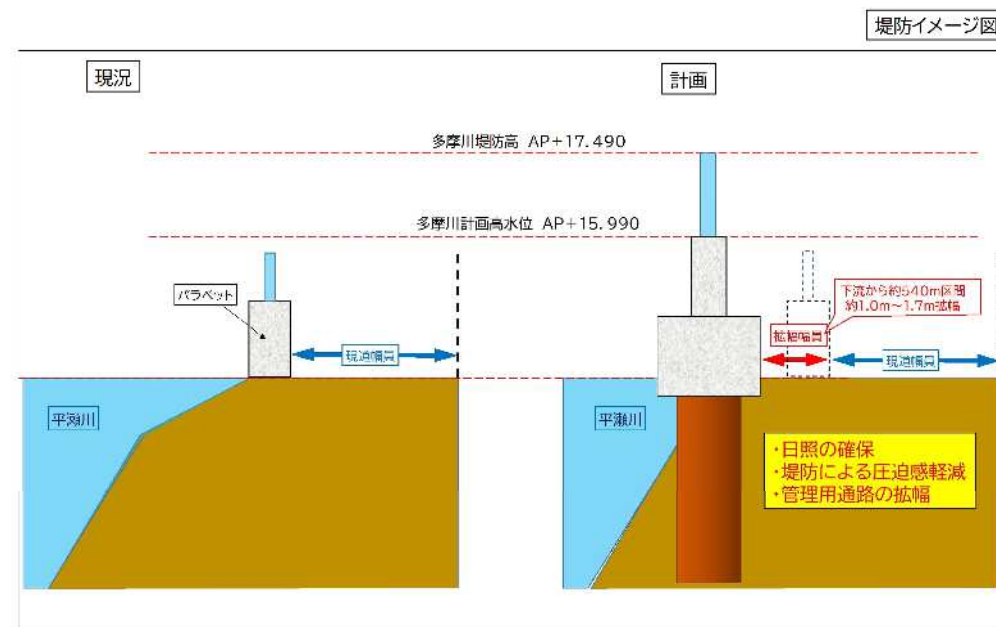 堤防イメージ図
現況
計画
多摩川堤防高 AP+17.490
多摩川計画高水位 AP+15.990
パラペット
下流から約540m区間
約1.0m～1.7m拡幅
拡幅幅員
現道幅員
現道幅員
平瀬川
平瀬川
・日照の確保
・堤防による圧迫感軽減
・管理用通路の拡幅